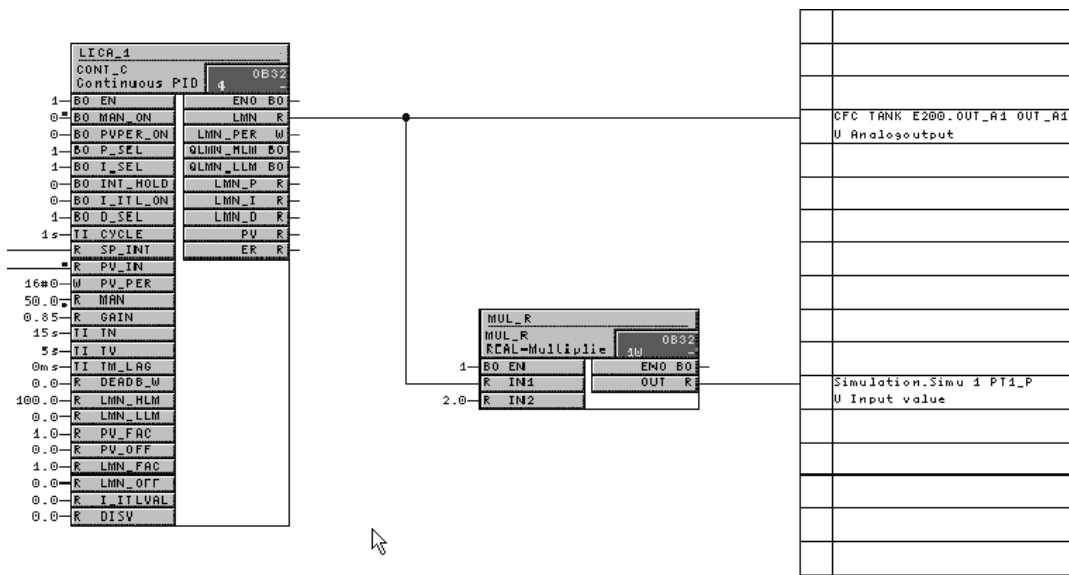 LICA_1
CONT_C
Continuous PID
OB32
4
1 BO EN ENO BO
0 BO MAN_ON LMN R
0 BO PVPER_ON LMN_PER W
1 BO P_SEL QLMN_HLM BO
1 BO I_SEL QLMN_LLM BO
0 BO INT_HOLD LMN_P R
0 BO I_ITL_ON LMN_I R
1 BO D_SEL LMN_D R
1s TI CYCLE PV R
R SP_INT ER R
R PV_IN
16#0 W PV_PER
50.0 R MAN
0.85 R GAIN
15s TI TN
5s TI TV
0ms TI TM_LAG
0.0 R DEADB_W
100.0 R LMN_HLM
0.0 R LMN_LLM
1.0 R PV_FAC
0.0 R PV_OFF
1.0 R LMN_FAC
0.0 R LMN_OFF
0.0 R I_ITLVAL
0.0 R DISV
MUL_R
MUL_R
REAL-Multiplie
OB32
10
1 BO EN ENO BO
R IN1 OUT R
2.0 R IN2
CFC TANK E200.OUT_A1 OUT_A1
U Analogoutput
Simulation.Simu 1 PT1_P
U Input value